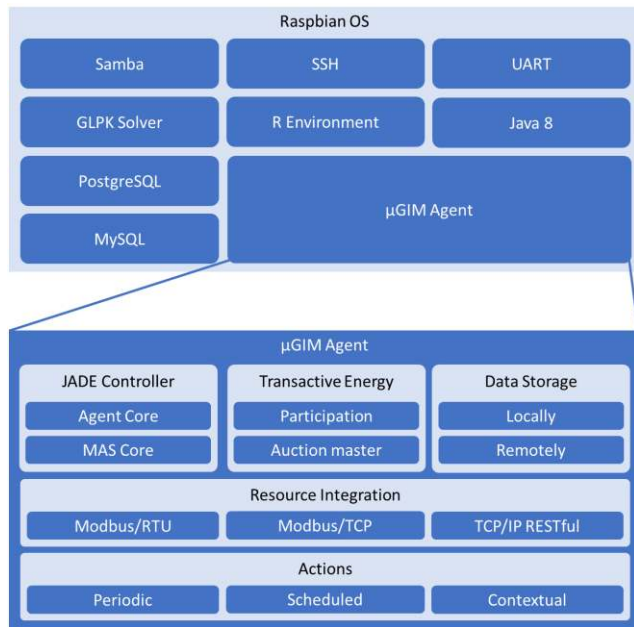 Raspbian OS
Samba
SSH
UART
GLPK Solver
R Environment
Java 8
PostgreSQL
μGIM Agent
MySQL
μGIM Agent
JADE Controller
Transactive Energy
Data Storage
Agent Core
Participation
Locally
MAS Core
Auction master
Remotely
Resource Integration
Modbus/RTU
Modbus/TCP
TCP/IP RESTful
Actions
Periodic
Scheduled
Contextual